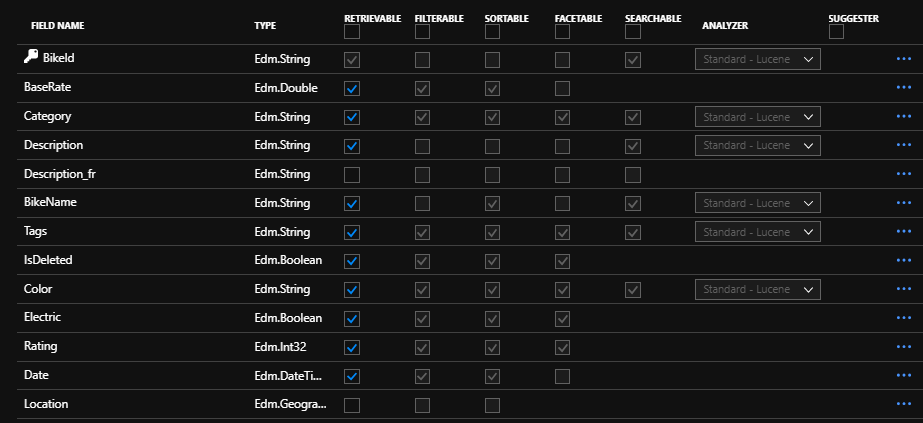 FIELD NAME TYPE RETRIEVABLE FILTERABLE SORTABLE FACETABLE SEARCHABLE ANALYZER SUGGESTER
BikeId Edm.String Standard - Lucene
BaseRate Edm.Double
Category Edm.String Standard - Lucene
Description Edm.String Standard - Lucene
Description_fr Edm.String
BikeName Edm.String Standard - Lucene
Tags Edm.String Standard - Lucene
IsDeleted Edm.Boolean
Color Edm.String Standard - Lucene
Electric Edm.Boolean
Rating Edm.Int32
Date Edm.DateTi...
Location Edm.Geogra...